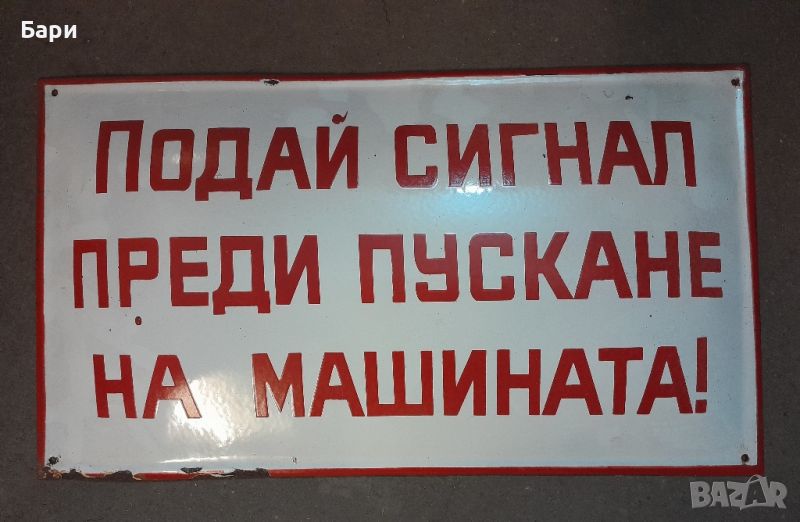 Бари
ПОДАЙ СИГНАЛ
ПРЕДИ ПУСКАНЕ
НА МАШИНАТА!
BAZAR